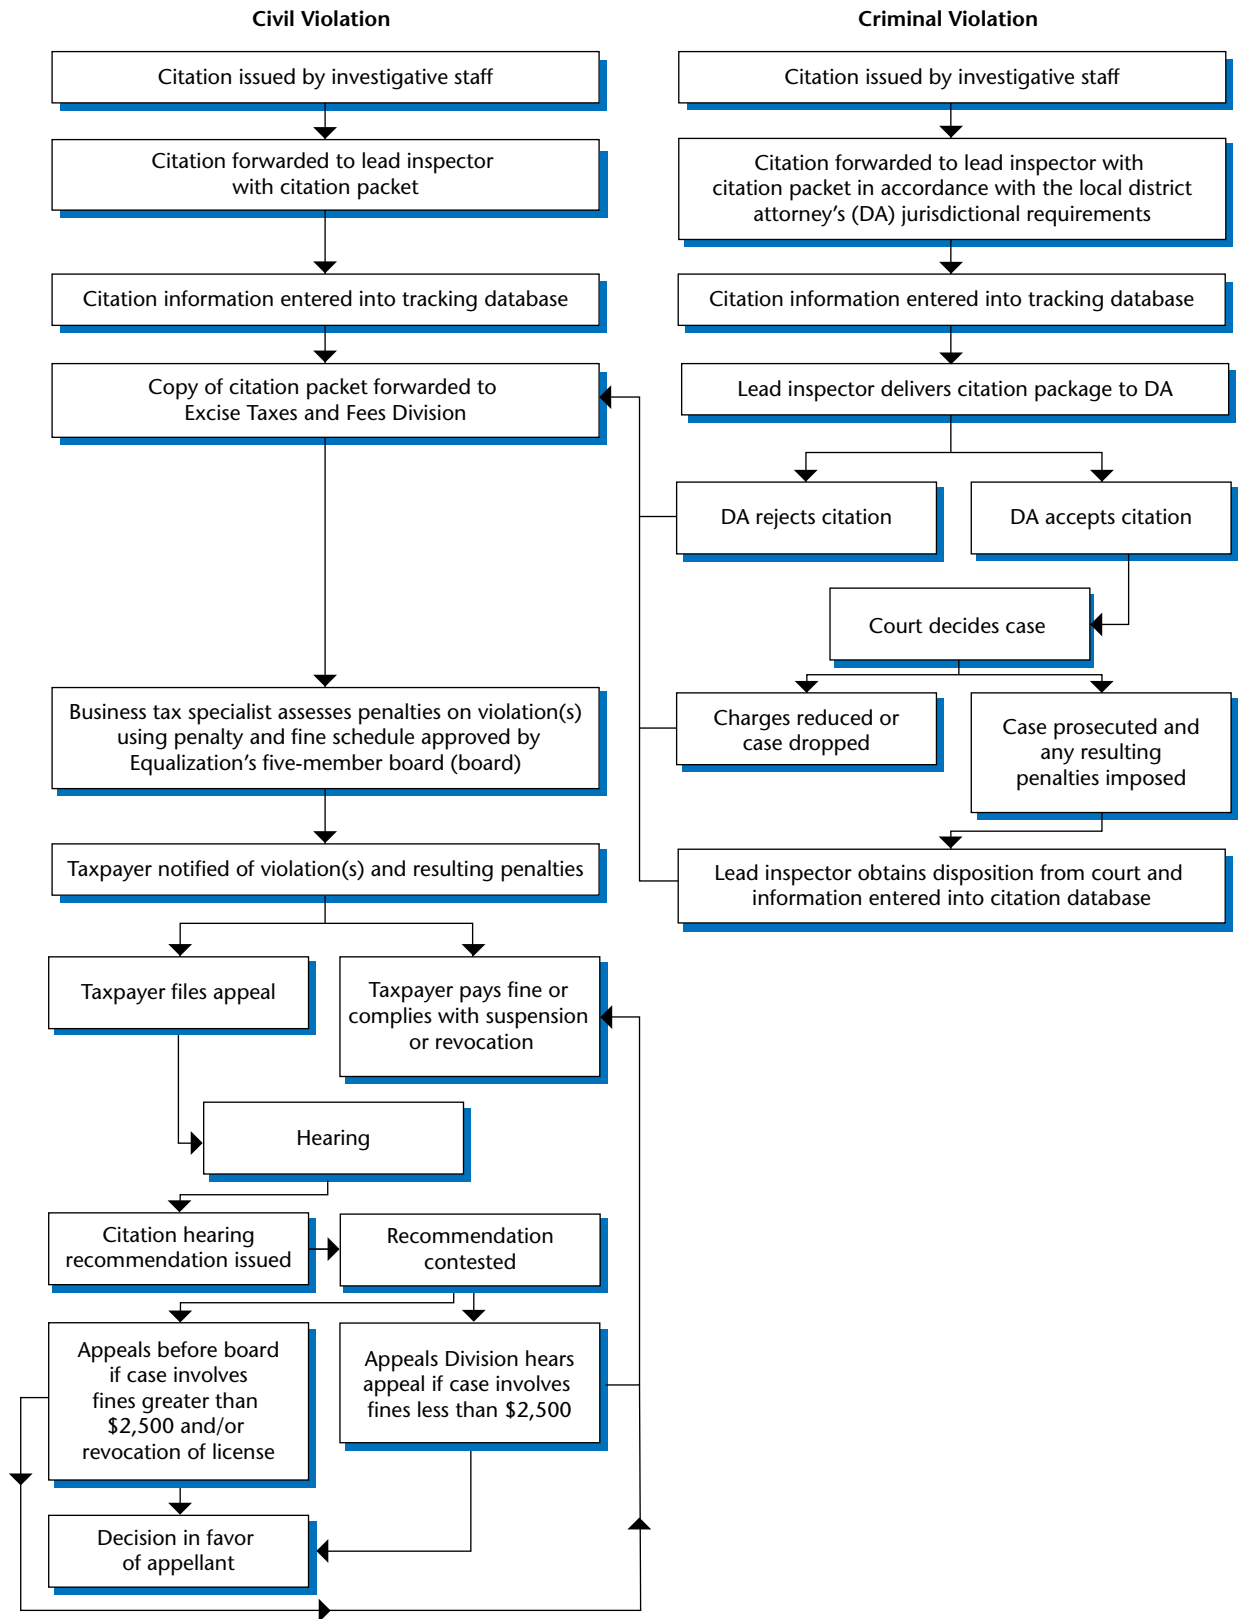 Civil Violation
Citation issued by investigative staff
Citation forwarded to lead inspector
with citation packet
Citation information entered into tracking database
Copy of citation packet forwarded to
Excise Taxes and Fees Division
Business tax specialist assesses penalties on violation(s)
using penalty and fine schedule approved by
Equalization’s five-member board (board)
Taxpayer notified of violation(s) and resulting penalties
Taxpayer files appeal
Taxpayer pays fine or
complies with suspension
or revocation
Hearing
Citation hearing
recommendation issued
Recommendation
contested
Appeals before board
if case involves
fines greater than
$2,500 and/or
revocation of license
Appeals Division hears
appeal if case involves
fines less than $2,500
Decision in favor
of appellant
Criminal Violation
Citation issued by investigative staff
Citation forwarded to lead inspector with
citation packet in accordance with the local district
attorney’s (DA) jurisdictional requirements
Citation information entered into tracking database
Lead inspector delivers citation package to DA
DA rejects citation
DA accepts citation
Court decides case
Charges reduced or
case dropped
Case prosecuted and
any resulting
penalties imposed
Lead inspector obtains disposition from court and
information entered into citation database